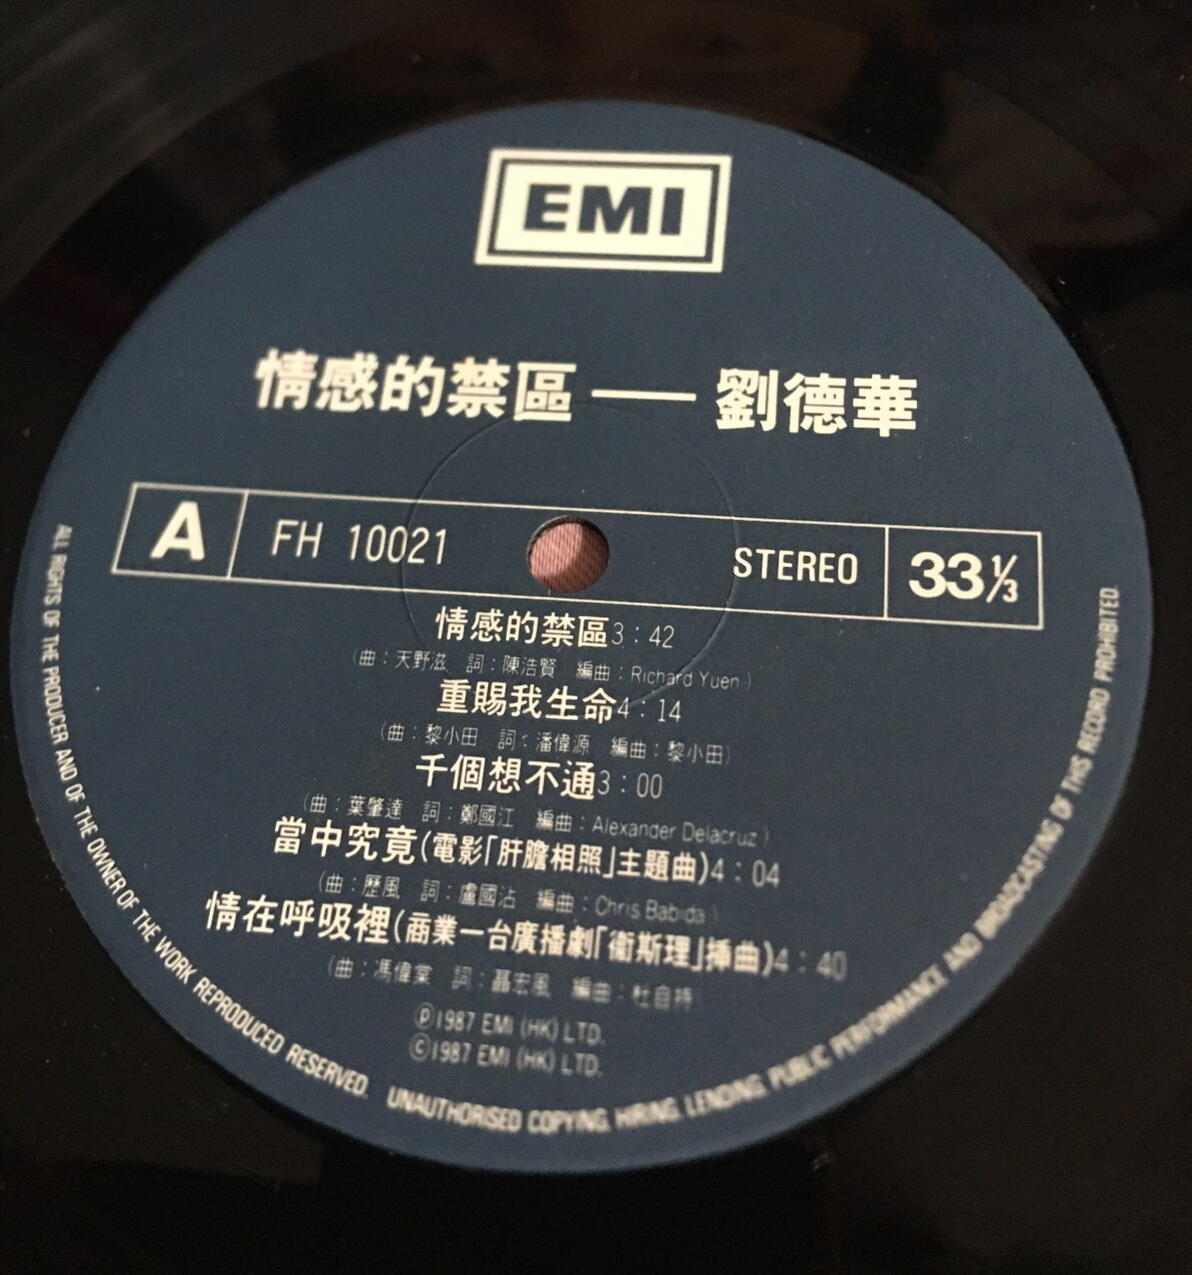 EMI
情感的禁區 — 劉德華
A FH 10021 STEREO 33⅓
情感的禁區3:42
(曲:天野滋 詞:陳浩賢 編曲:Richard Yuen)
重賜我生命4:14
(曲:黎小田 詞:潘偉源 編曲:黎小田)
千個想不通3:00
(曲:葉肇達 詞:鄭國江 編曲:Alexander Delacruz)
當中究竟(電影「肝膽相照」主題曲)4:04
(曲:歷風 詞:盧國沾 編曲:Chris Babida)
情在呼吸裡(商業一台廣播劇「衛斯理」揷曲)4:40
(曲:馮偉棠 詞:聶宏風 編曲:杜自持)
Ⓟ1987 EMI (HK) LTD.
©1987 EMI (HK) LTD.
ALL RIGHTS OF THE PRODUCER AND OF THE OWNER OF THE WORK REPRODUCED RESERVED. UNAUTHORISED COPYING, HIRING, LENDING, PUBLIC PERFORMANCE AND BROADCASTING OF THIS RECORD PROHIBITED.